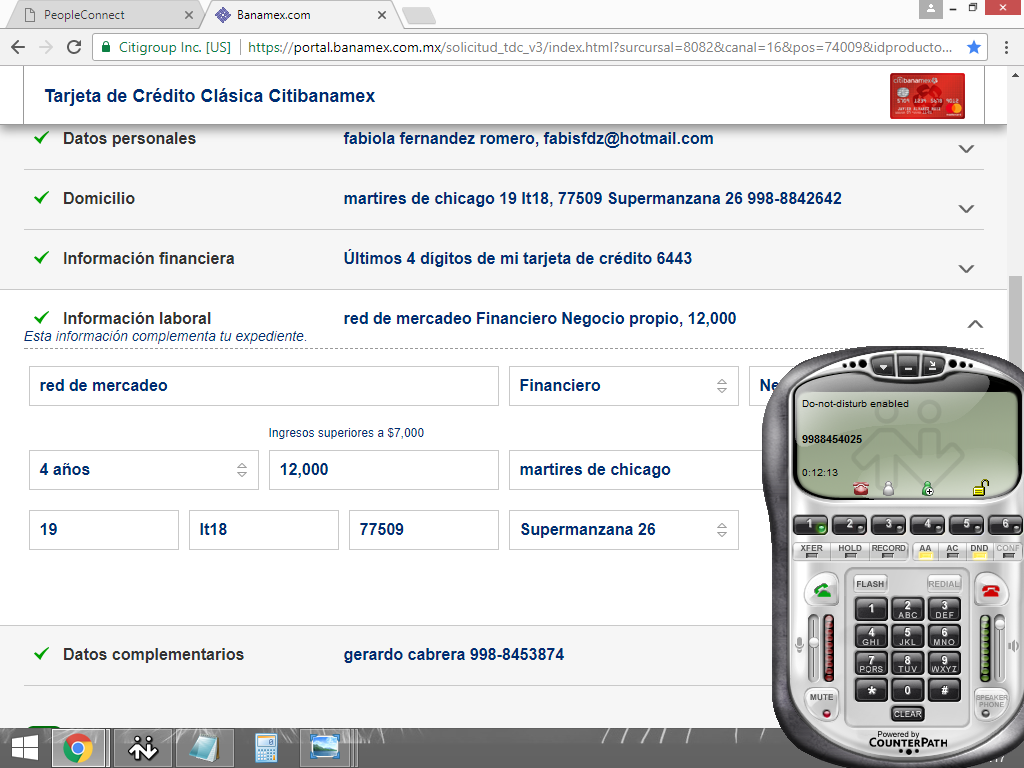 PeopleConnect
Banamex.com
Citigroup Inc. [US]
https://portal.banamex.com.mx/solicitud_tdc_v3/index.html?surcursal=8082&canal=16&pos=74009&idproducto...
Tarjeta de Crédito Clásica Citibanamex
citibanamex
Datos personales
fabiola fernandez romero, fabisfdz@hotmail.com
Domicilio
martires de chicago 19 lt18, 77509 Supermanzana 26 998-8842642
Información financiera
Últimos 4 dígitos de mi tarjeta de crédito 6443
Información laboral
red de mercadeo Financiero Negocio propio, 12,000
Esta información complementa tu expediente.
red de mercadeo
Financiero
Ne
Ingresos superiores a $7,000
4 años
12,000
martires de chicago
19
lt18
77509
Supermanzana 26
Datos complementarios
gerardo cabrera 998-8453874
Do-not-disturb enabled
9988454025
0:12:13
1 2 3 4 5 6
XFER HOLD RECORD AA AC DND CONF
FLASH REDIAL
1 2 ABC 3 DEF
4 GHI 5 JKL 6 MNO
7 PQRS 8 TUV 9 WXYZ
* 0 #
MUTE
SPEAKER PHONE
CLEAR
Powered by
COUNTERPATH